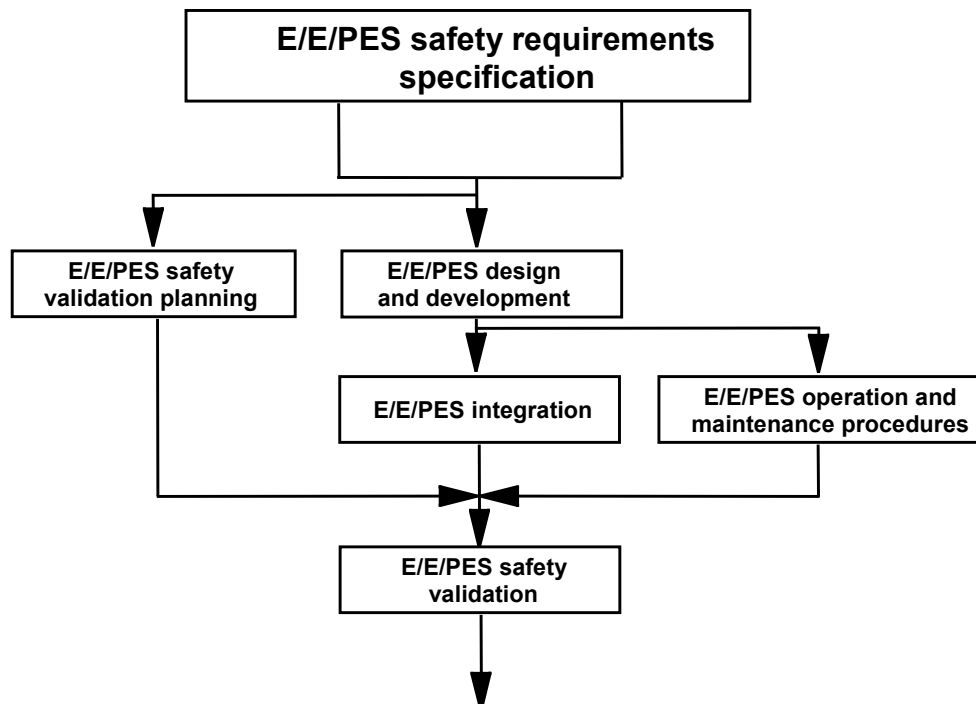 E/E/PES safety requirements
specification
E/E/PES safety
validation planning
E/E/PES design
and development
E/E/PES integration
E/E/PES operation and
maintenance procedures
E/E/PES safety
validation